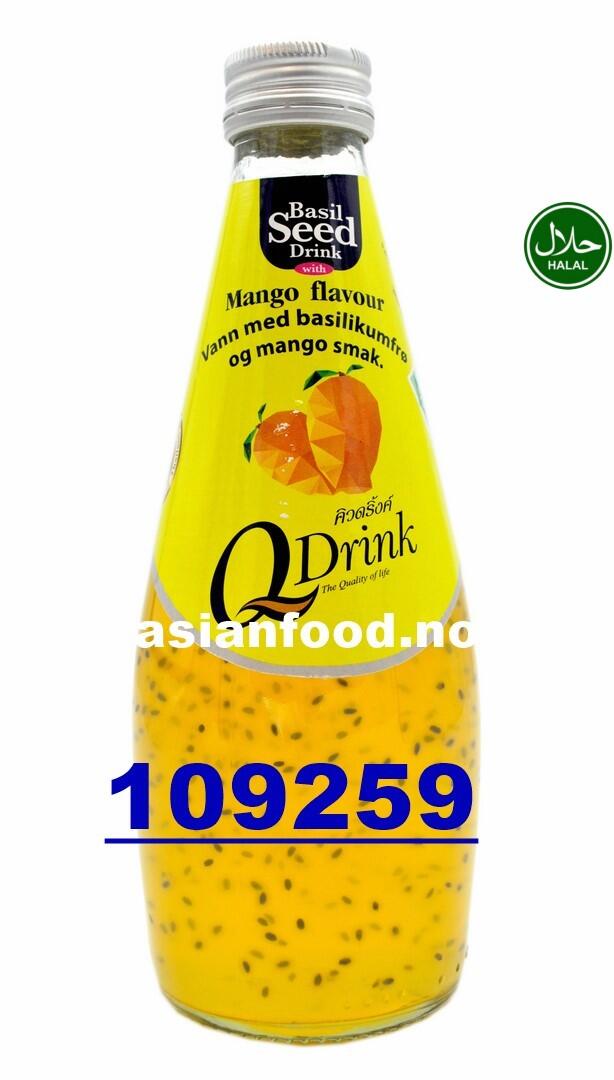 Basil
Seed
Drink
with
Mango flavour
Vann med basilikumfrø
og mango smak.
คิวดริ้งค์
QDrink
The Quality of life
asianfood.no
109259
حلال
HALAL